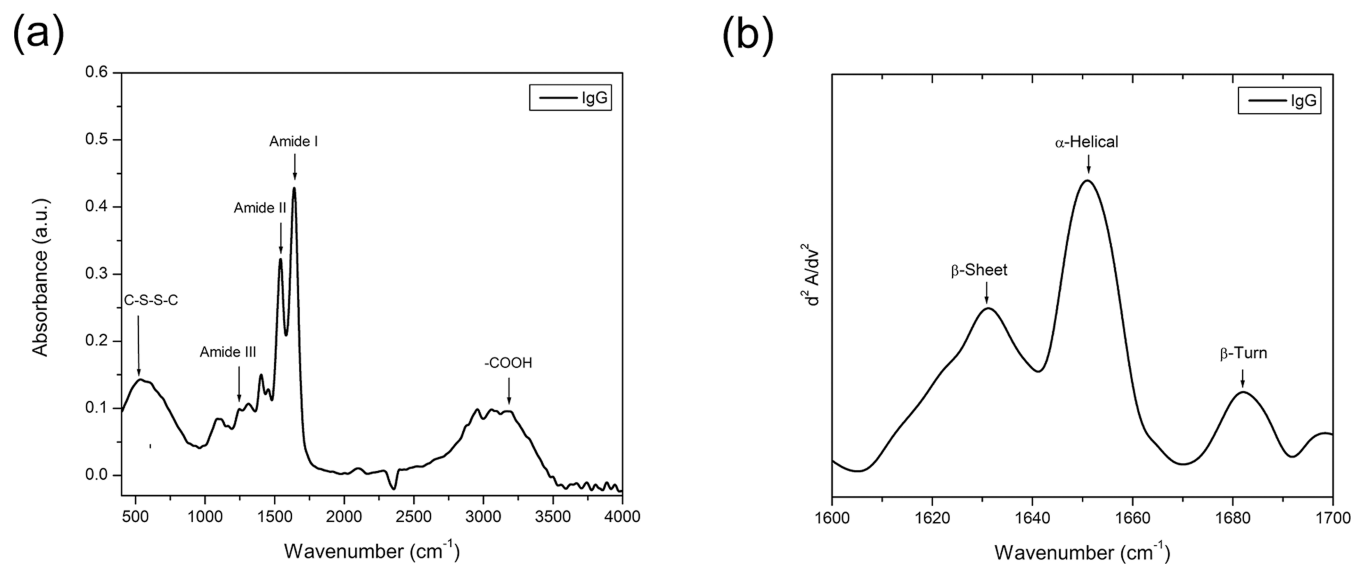 (a)
IgG
0.6
0.5
0.4
0.3
0.2
0.1
0.0
Absorbance (a.u.)
Amide I
Amide II
C-S-S-C
Amide III
-COOH
500 1000 1500 2000 2500 3000 3500 4000
Wavenumber (cm⁻¹)
(b)
IgG
α-Helical
β-Sheet
β-Turn
d² A/dv²
1600 1620 1640 1660 1680 1700
Wavenumber (cm⁻¹)